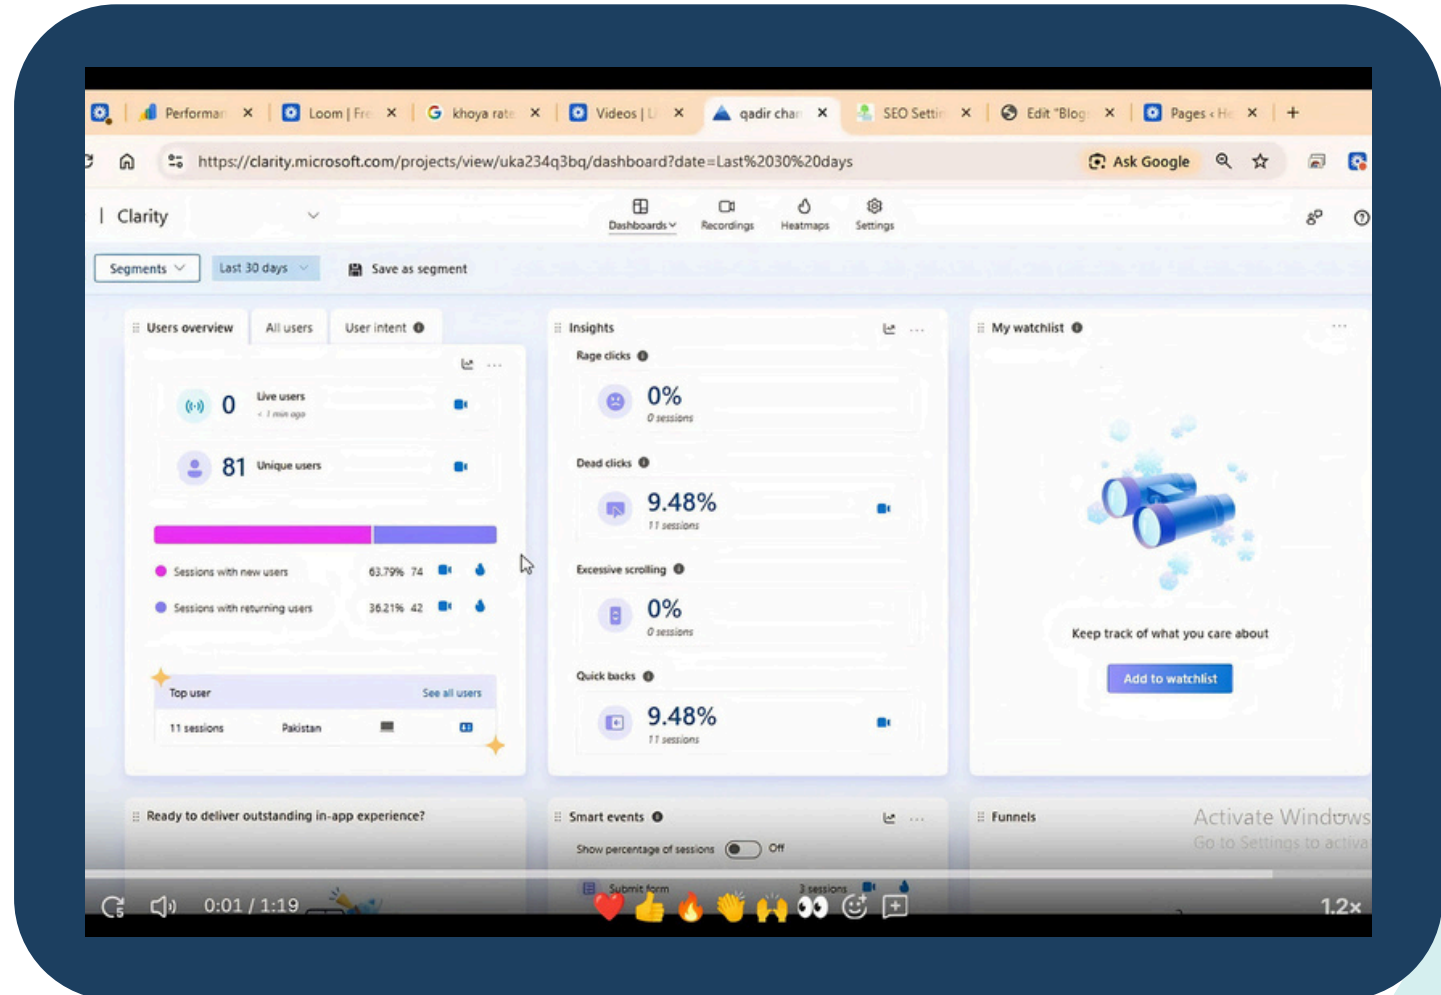 Performan
Loom | Fre
khoya rate
Videos | Li
qadir chan
SEO Settin
Edit "Blog
Pages ‹ He
https://clarity.microsoft.com/projects/view/uka234q3bq/dashboard?date=Last%2030%20days
Ask Google
| Clarity
Dashboards
Recordings
Heatmaps
Settings
Segments
Last 30 days
Save as segment
Users overview
All users
User intent
0 Live users
< 1 min ago
81 Unique users
Sessions with new users 63.79% 74
Sessions with returning users 36.21% 42
Top user See all users
11 sessions Pakistan
Insights
Rage clicks
0%
0 sessions
Dead clicks
9.48%
11 sessions
Excessive scrolling
0%
0 sessions
Quick backs
9.48%
11 sessions
My watchlist
Keep track of what you care about
Add to watchlist
Ready to deliver outstanding in-app experience?
Smart events
Show percentage of sessions Off
Submit form 3 sessions
Funnels
Activate Windows
Go to Settings to activa
5
0:01 / 1:19
1.2×